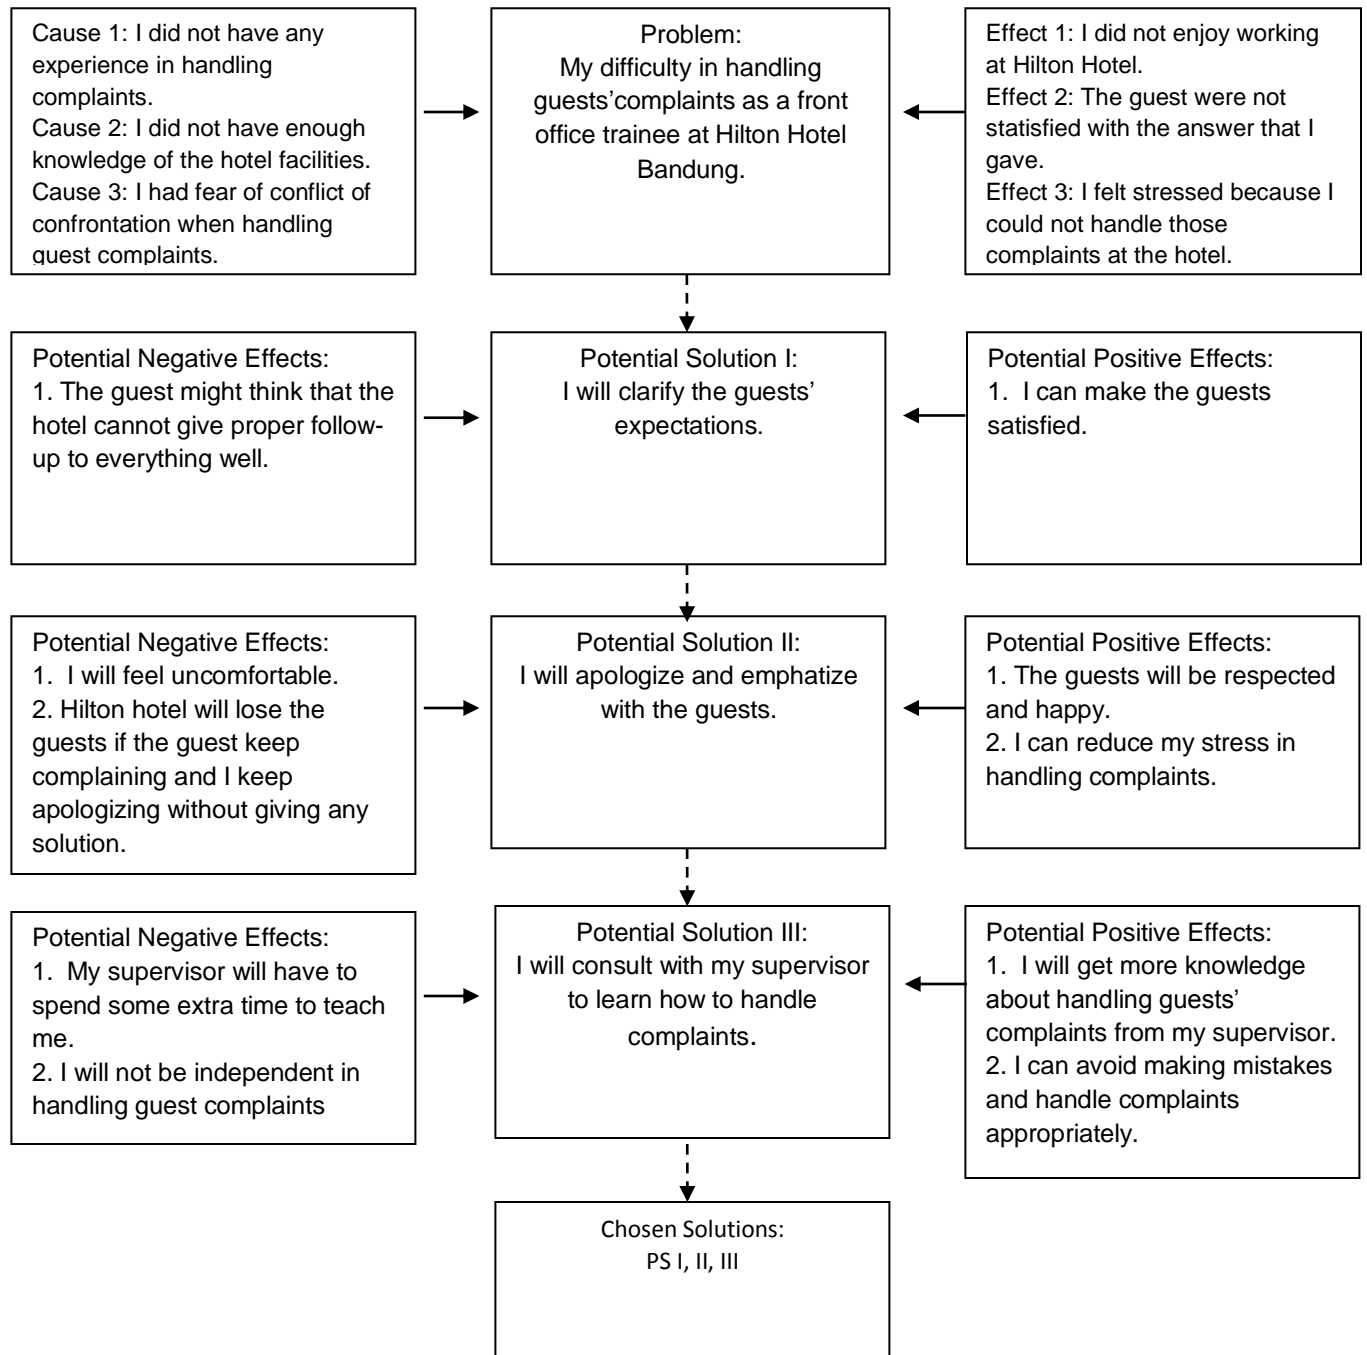 Cause 1: I did not have any
experience in handling
complaints.
Cause 2: I did not have enough
knowledge of the hotel facilities.
Cause 3: I had fear of conflict of
confrontation when handling
guest complaints.
Problem:
My difficulty in handling
guests’complaints as a front
office trainee at Hilton Hotel
Bandung.
Effect 1: I did not enjoy working
at Hilton Hotel.
Effect 2: The guest were not
statisfied with the answer that I
gave.
Effect 3: I felt stressed because I
could not handle those
complaints at the hotel.
Potential Negative Effects:
1. The guest might think that the
hotel cannot give proper follow-
up to everything well.
Potential Solution I:
I will clarify the guests’
expectations.
Potential Positive Effects:
1. I can make the guests
satisfied.
Potential Negative Effects:
1. I will feel uncomfortable.
2. Hilton hotel will lose the
guests if the guest keep
complaining and I keep
apologizing without giving any
solution.
Potential Solution II:
I will apologize and emphatize
with the guests.
Potential Positive Effects:
1. The guests will be respected
and happy.
2. I can reduce my stress in
handling complaints.
Potential Negative Effects:
1. My supervisor will have to
spend some extra time to teach
me.
2. I will not be independent in
handling guest complaints
Potential Solution III:
I will consult with my supervisor
to learn how to handle
complaints.
Potential Positive Effects:
1. I will get more knowledge
about handling guests’
complaints from my supervisor.
2. I can avoid making mistakes
and handle complaints
appropriately.
Chosen Solutions:
PS I, II, III